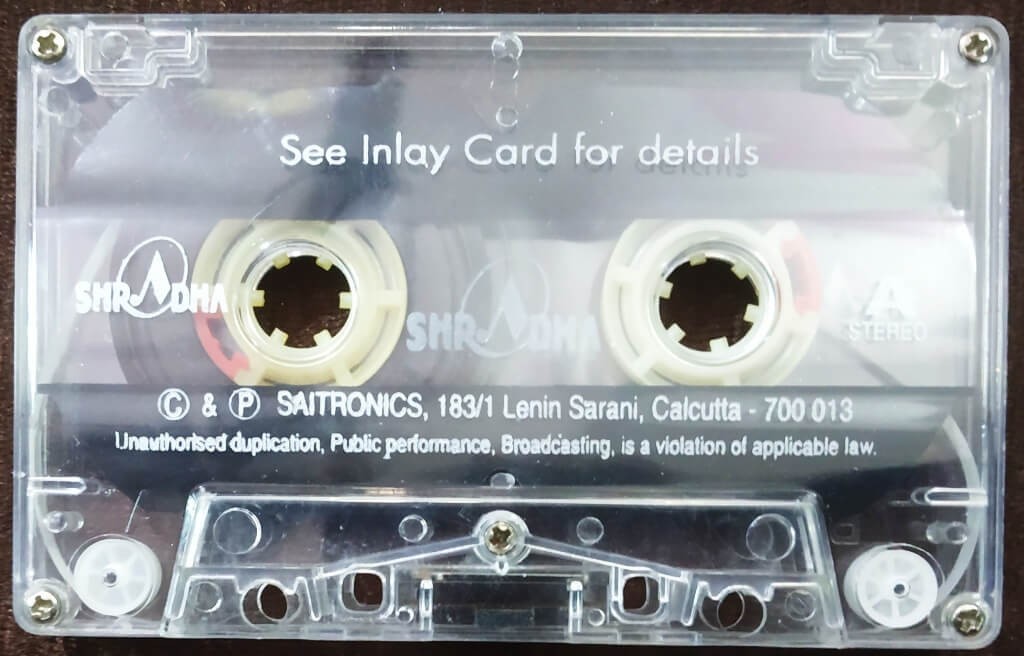 See Inlay Card for details
SHRADHA
SHRADHA
A
STEREO
© & ℗ SAITRONICS, 183/1 Lenin Sarani, Calcutta - 700 013
Unauthorised duplication, Public performance, Broadcasting, is a violation of applicable law.